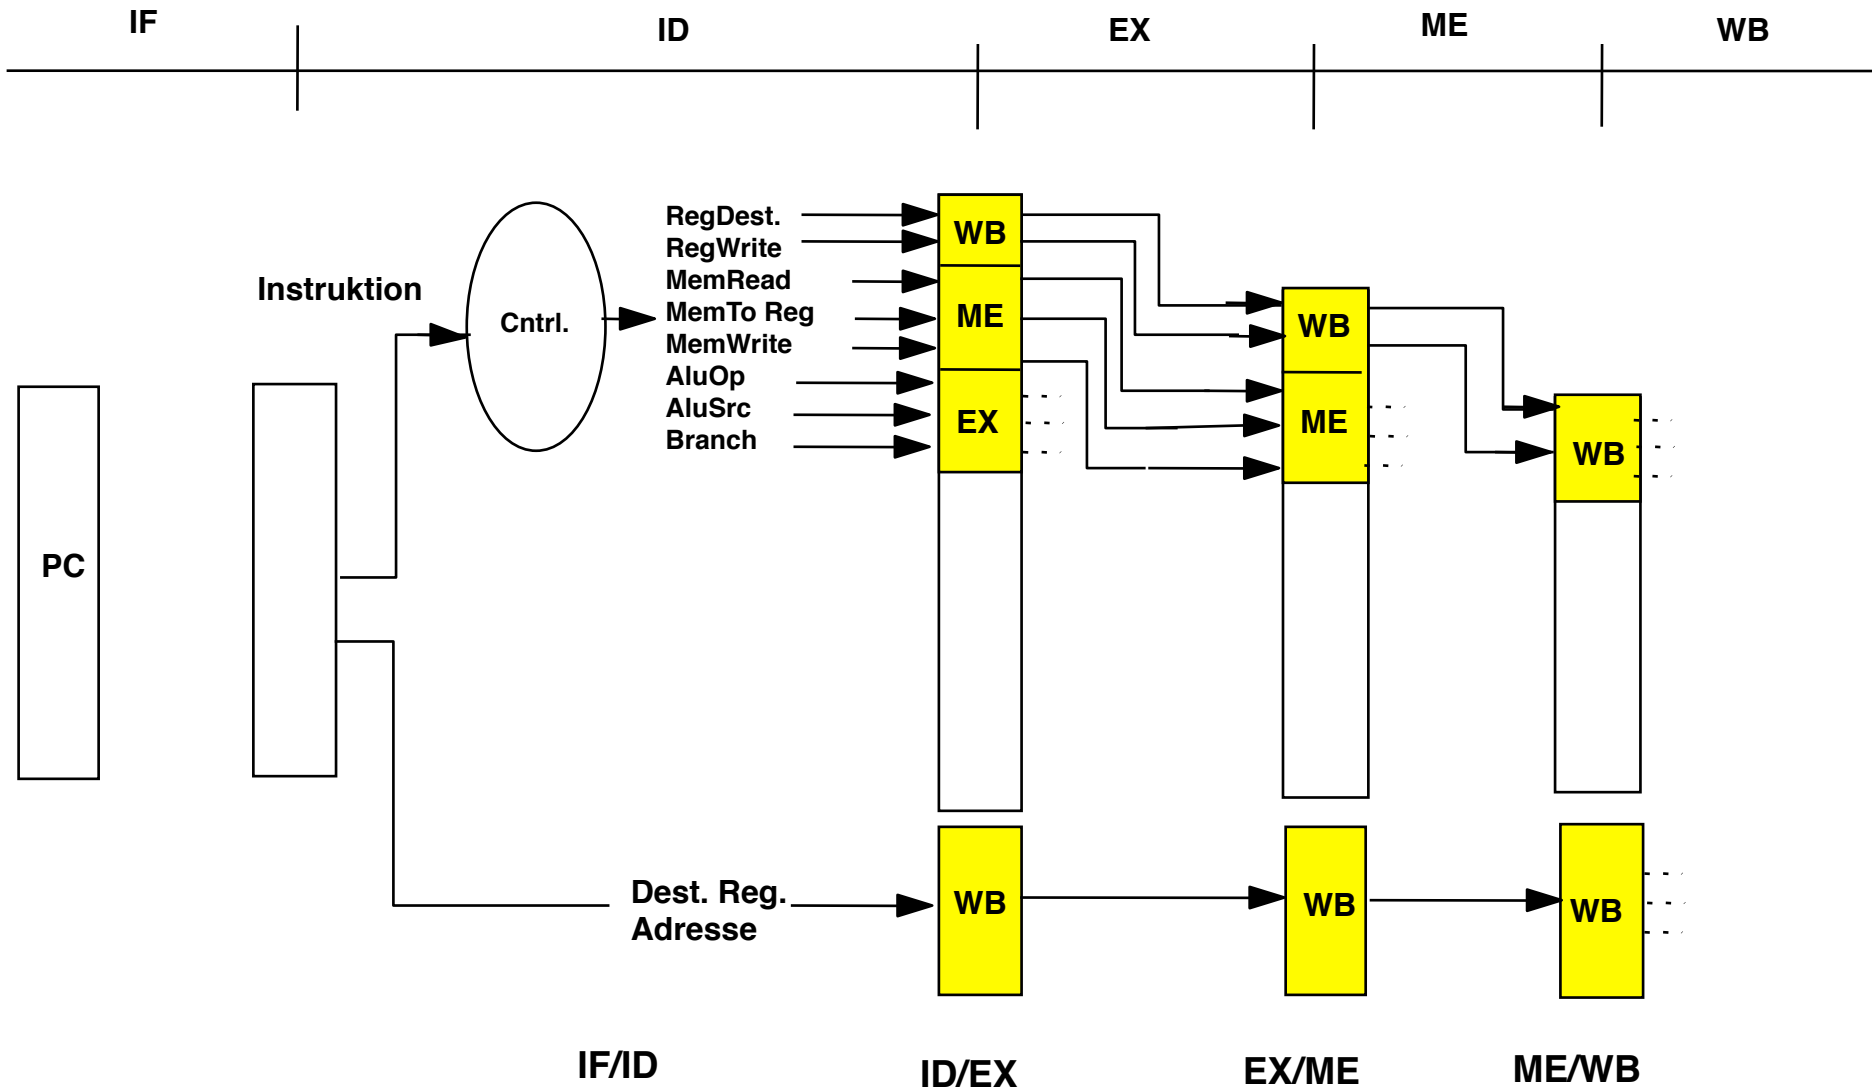 IF
ID
EX
ME
WB
RegDest.
RegWrite
MemRead
MemTo Reg
MemWrite
AluOp
AluSrc
Branch
Instruktion
Cntrl.
WB
ME
EX
WB
ME
WB
PC
Dest. Reg.
Adresse
WB
WB
WB
IF/ID
ID/EX
EX/ME
ME/WB